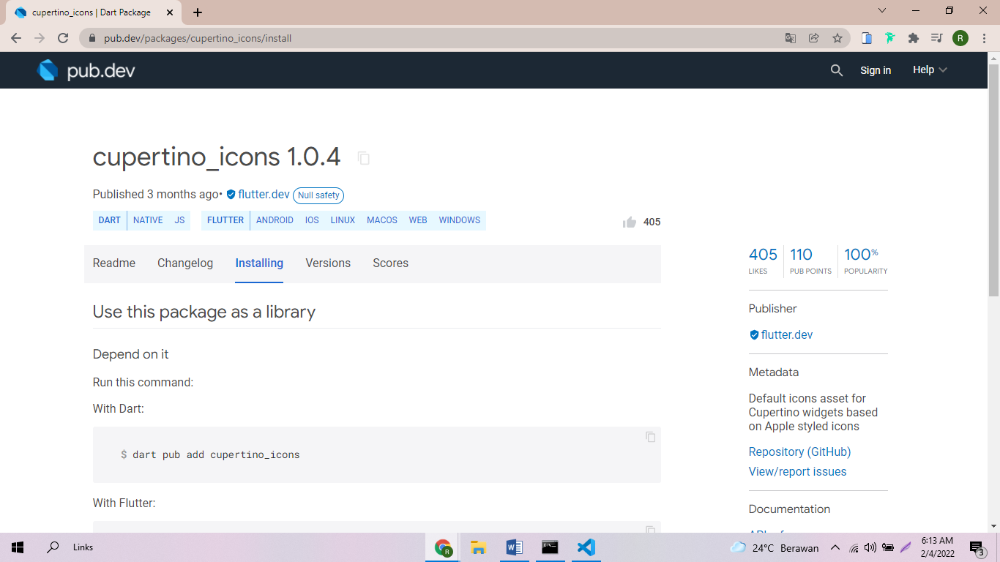 cupertino_icons | Dart Package
pub.dev/packages/cupertino_icons/install
R
pub.dev
Sign in
Help
cupertino_icons 1.0.4
Published 3 months ago• flutter.dev Null safety
DART NATIVE JS FLUTTER ANDROID IOS LINUX MACOS WEB WINDOWS
405
Readme Changelog Installing Versions Scores
405 LIKES
110 PUB POINTS
100% POPULARITY
Use this package as a library
Depend on it
Run this command:
With Dart:
$ dart pub add cupertino_icons
With Flutter:
Publisher
flutter.dev
Metadata
Default icons asset for
Cupertino widgets based
on Apple styled icons
Repository (GitHub)
View/report issues
Documentation
Links
R
24°C Berawan
6:13 AM
2/4/2022
3